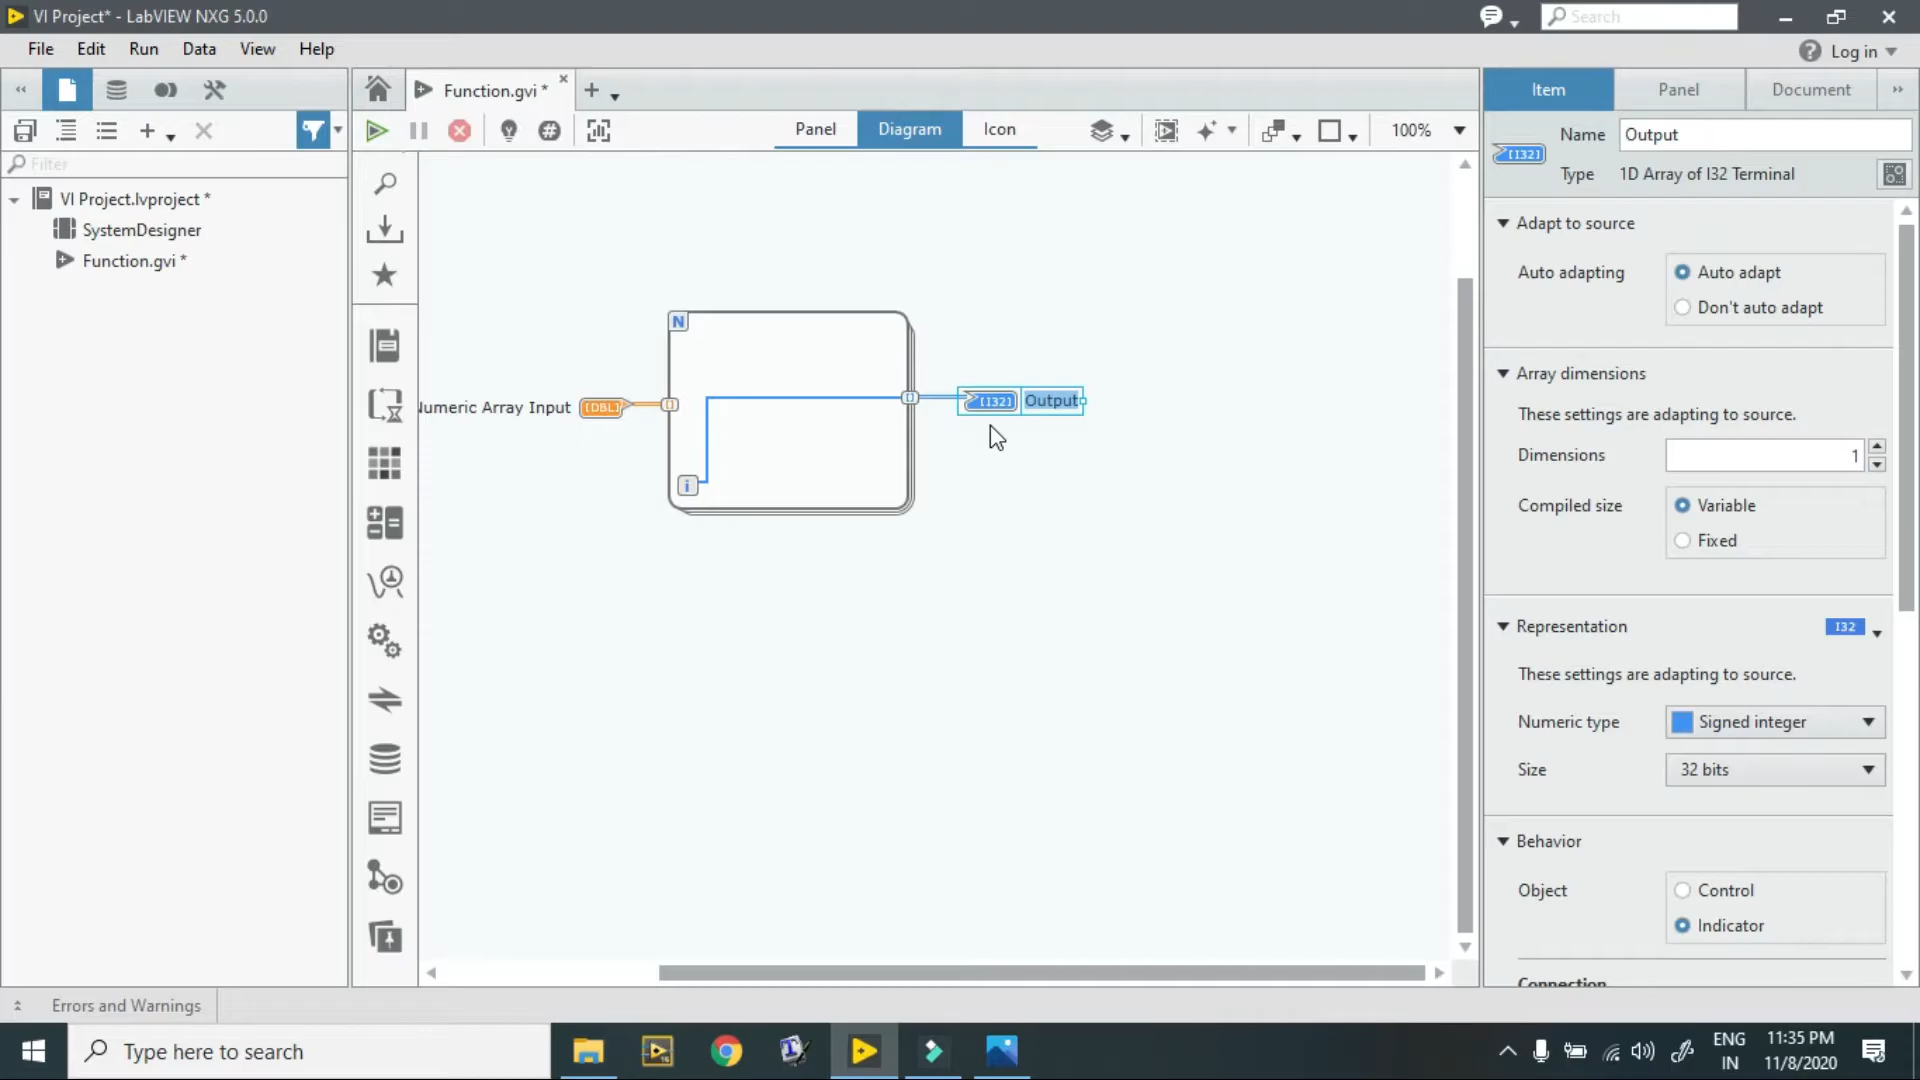 VI Project* - LabVIEW NXG 5.0.0
Search
File Edit Run Data View Help
Log in
Function.gvi *
Item Panel Document
Panel Diagram Icon
100%
Name Output
Type 1D Array of I32 Terminal
Filter
VI Project.lvproject *
SystemDesigner
Function.gvi *
Adapt to source
Auto adapting Auto adapt
Don't auto adapt
N
Numeric Array Input [DBL]
[I32] Output
i
Array dimensions
These settings are adapting to source.
Dimensions 1
Compiled size Variable
Fixed
Representation I32
These settings are adapting to source.
Numeric type Signed integer
Size 32 bits
Behavior
Object Control
Indicator
Connection
Errors and Warnings
Type here to search
ENG
IN
11:35 PM
11/8/2020